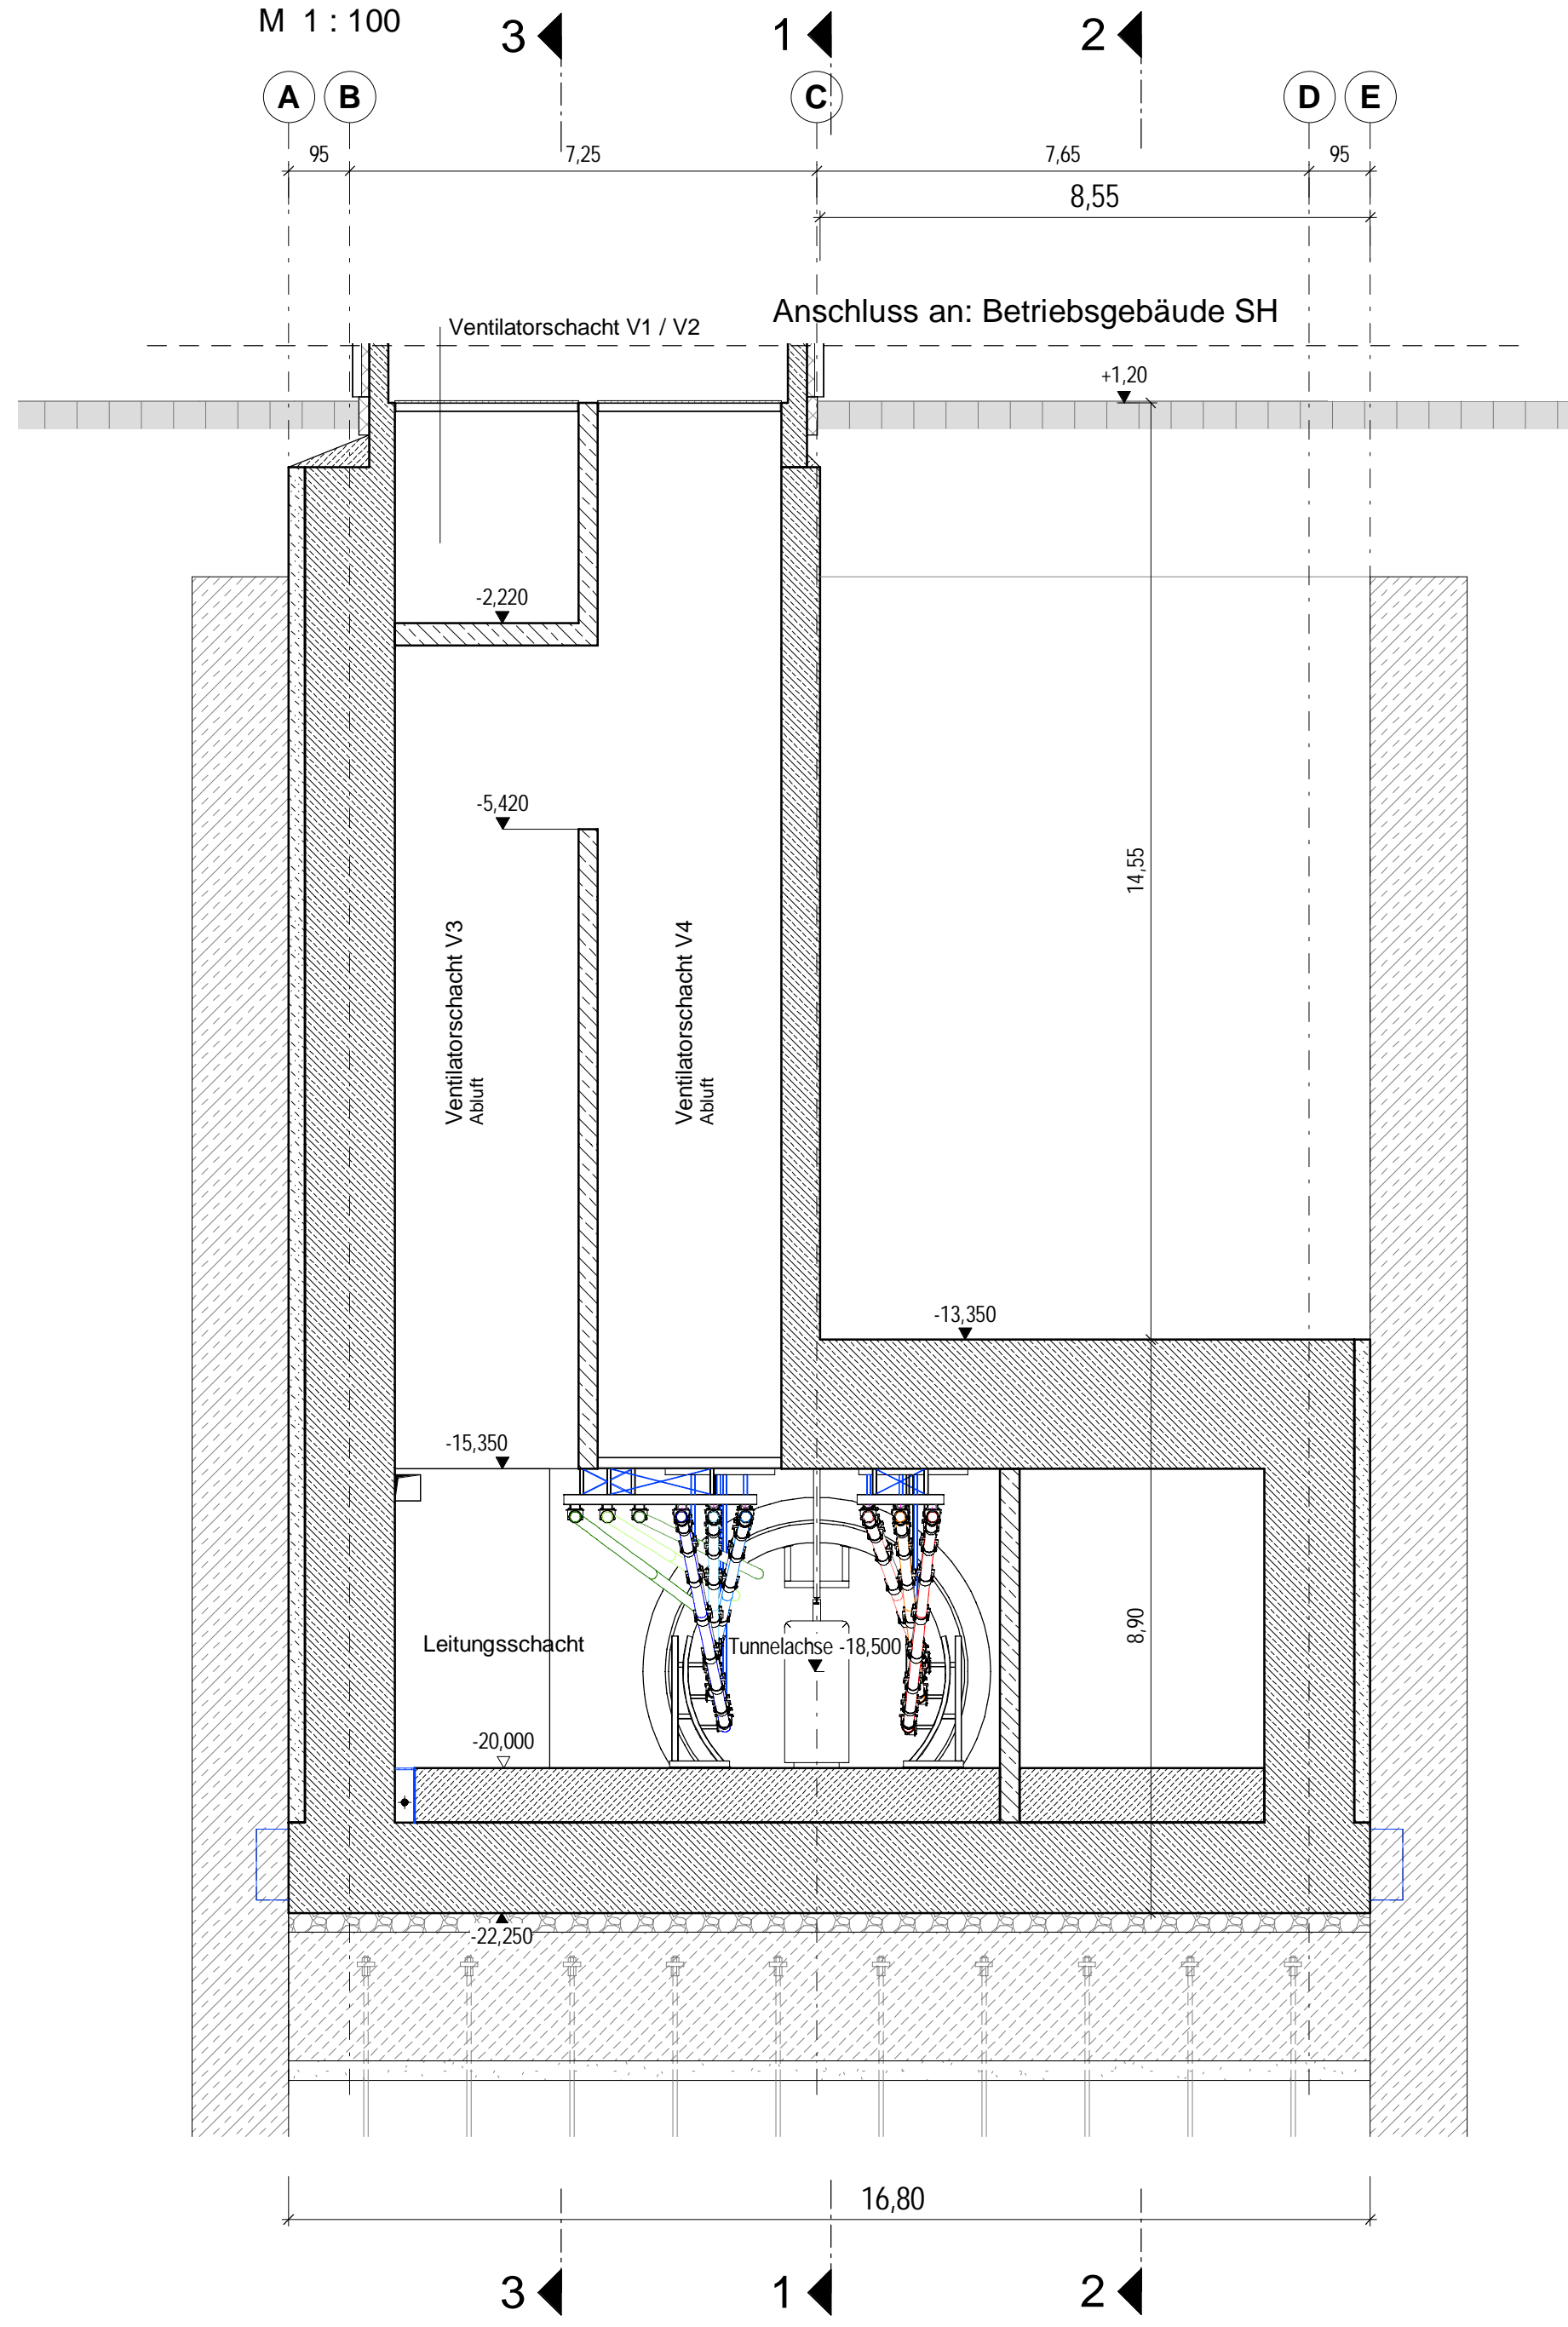 M 1 : 100
3
1
2
A
B
C
D
E
95
7,25
7,65
95
8,55
Anschluss an: Betriebsgebäude SH
Ventilatorschacht V1 / V2
+1,20
-2,220
-5,420
14,55
Ventilatorschacht V3
Abluft
Ventilatorschacht V4
Abluft
-13,350
-15,350
Leitungsschacht
Tunnelachse -18,500
8,90
-20,000
-22,250
16,80
3
1
2